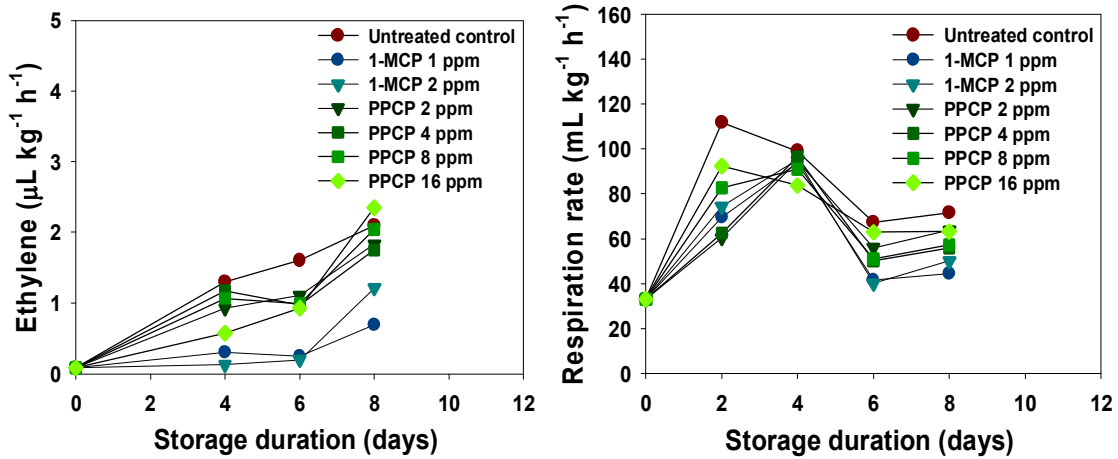 Ethylene (μL kg⁻¹ h⁻¹)
5
4
3
2
1
0
Untreated control
1-MCP 1 ppm
1-MCP 2 ppm
PPCP 2 ppm
PPCP 4 ppm
PPCP 8 ppm
PPCP 16 ppm
0 2 4 6 8 10 12
Storage duration (days)
Respiration rate (mL kg⁻¹ h⁻¹)
160
140
120
100
80
60
40
20
0
Untreated control
1-MCP 1 ppm
1-MCP 2 ppm
PPCP 2 ppm
PPCP 4 ppm
PPCP 8 ppm
PPCP 16 ppm
0 2 4 6 8 10 12
Storage duration (days)